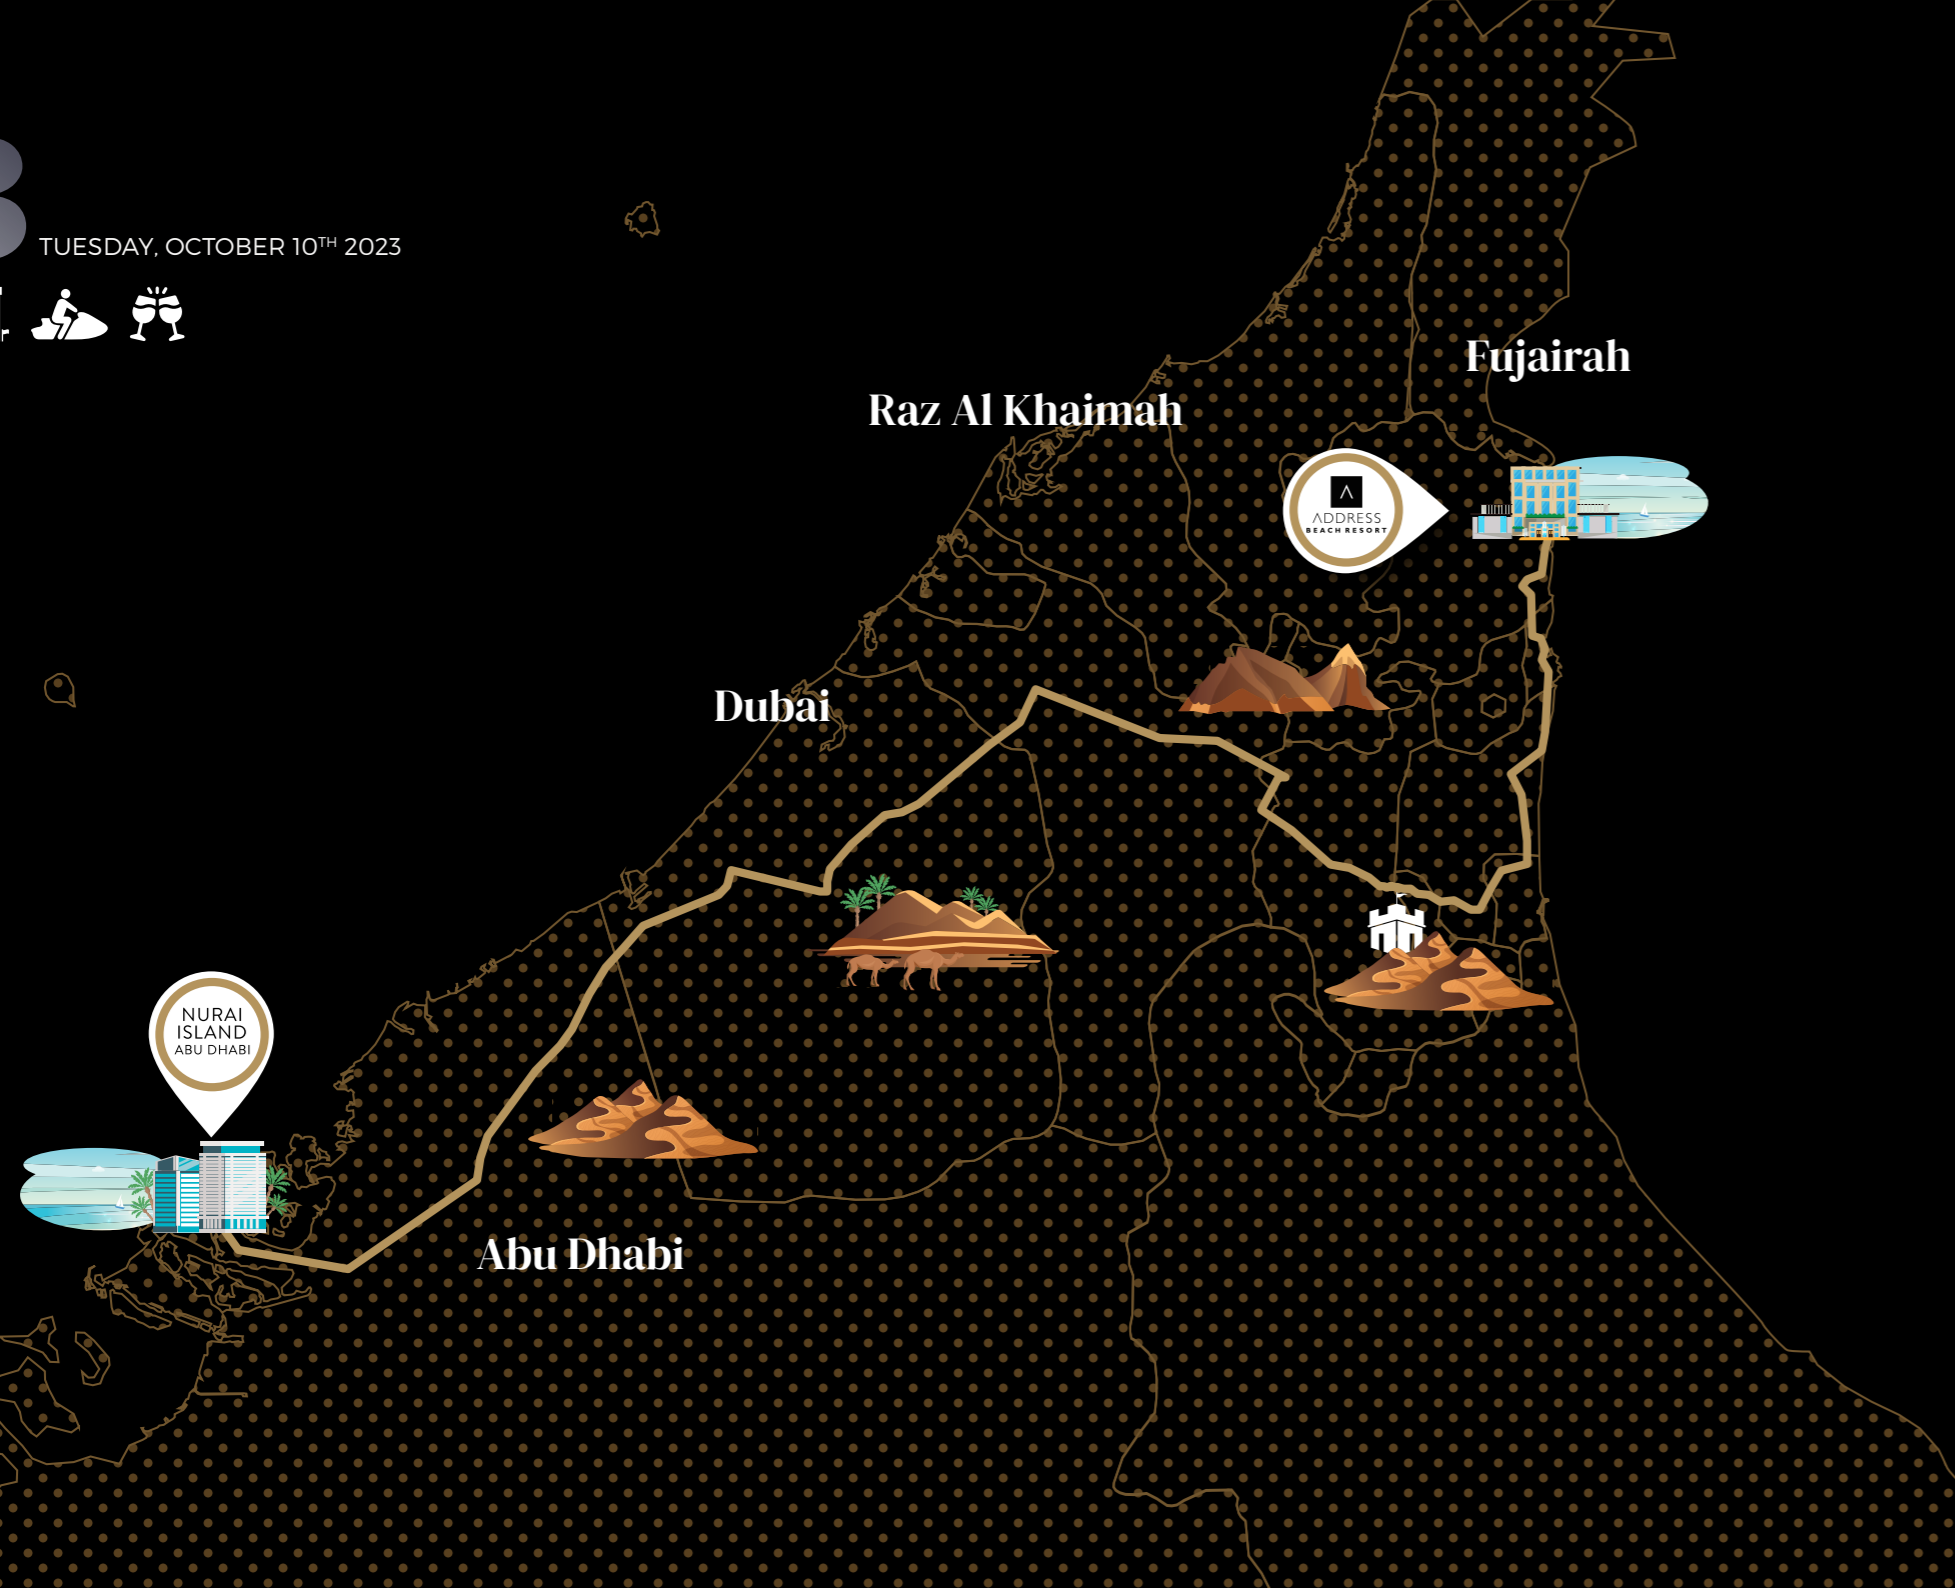 TUESDAY, OCTOBER 10TH 2023
Fujairah
Raz Al Khaimah
ADDRESS
BEACH RESORT
Dubai
NURAI
ISLAND
ABU DHABI
Abu Dhabi